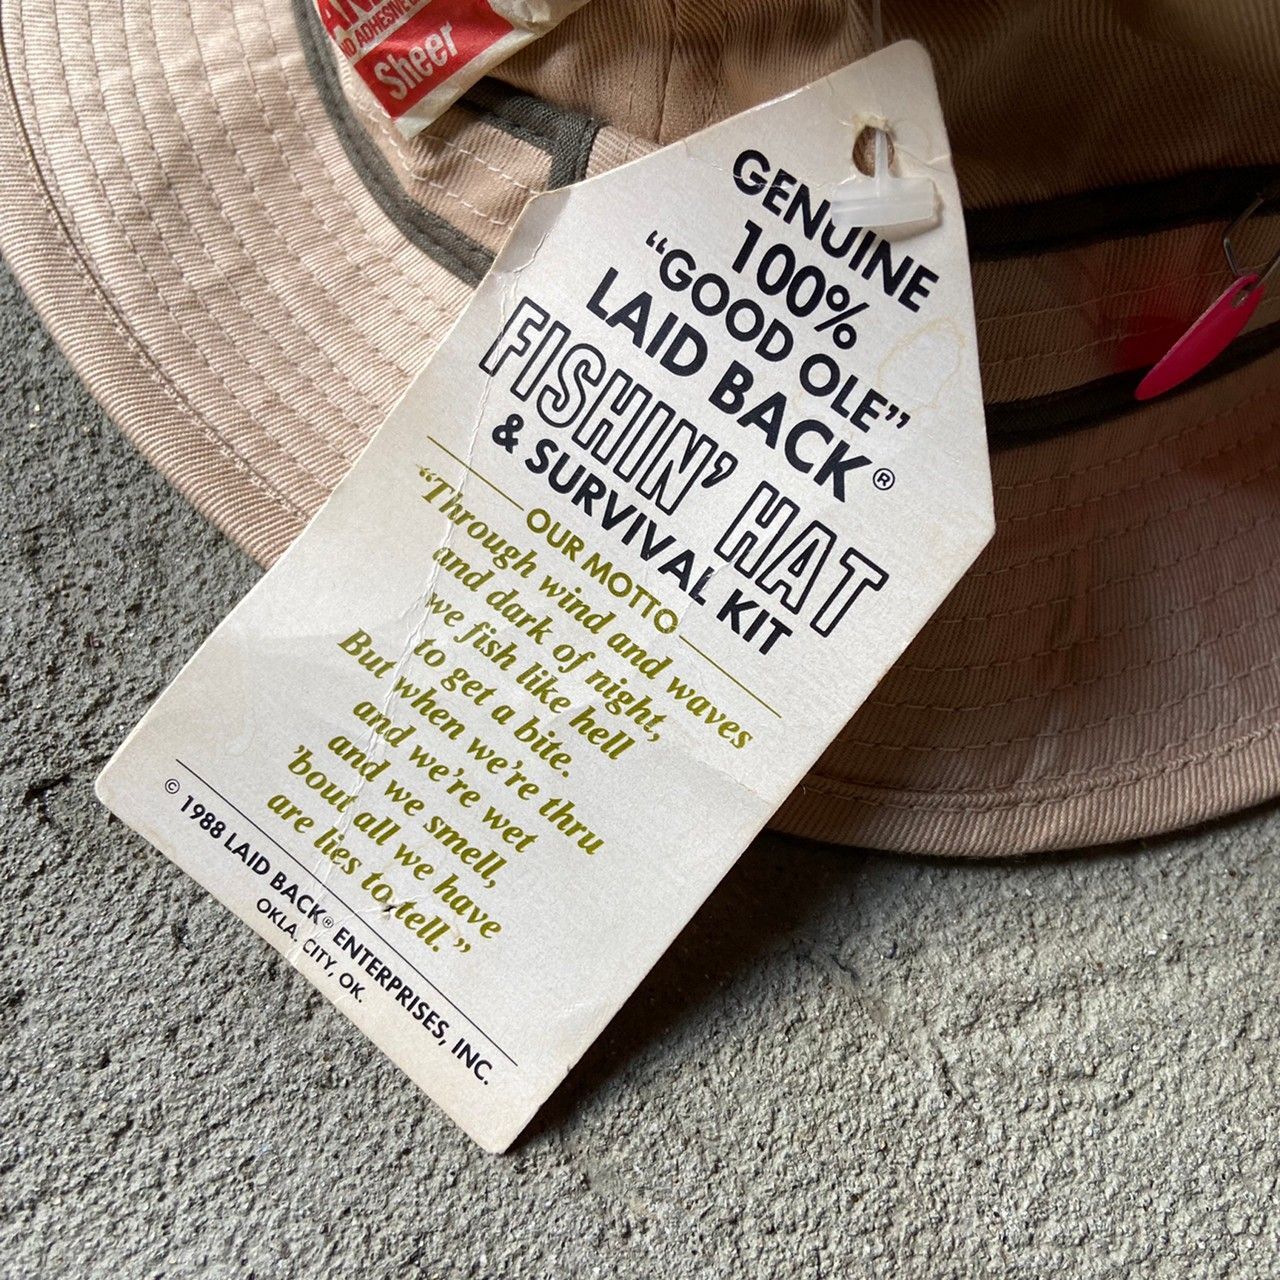 AND ADHESIVE
Sheer
GENUINE
100%
“GOOD OLE”
LAID BACK®
FISHIN’ HAT
& SURVIVAL KIT
OUR MOTTO
“Through wind and waves
and dark of night,
we fish like hell
to get a bite.
But when we’re thru
and we’re wet
and we smell,
’bout all we have
are lies to tell.”
© 1988 LAID BACK® ENTERPRISES, INC.
OKLA. CITY, OK.